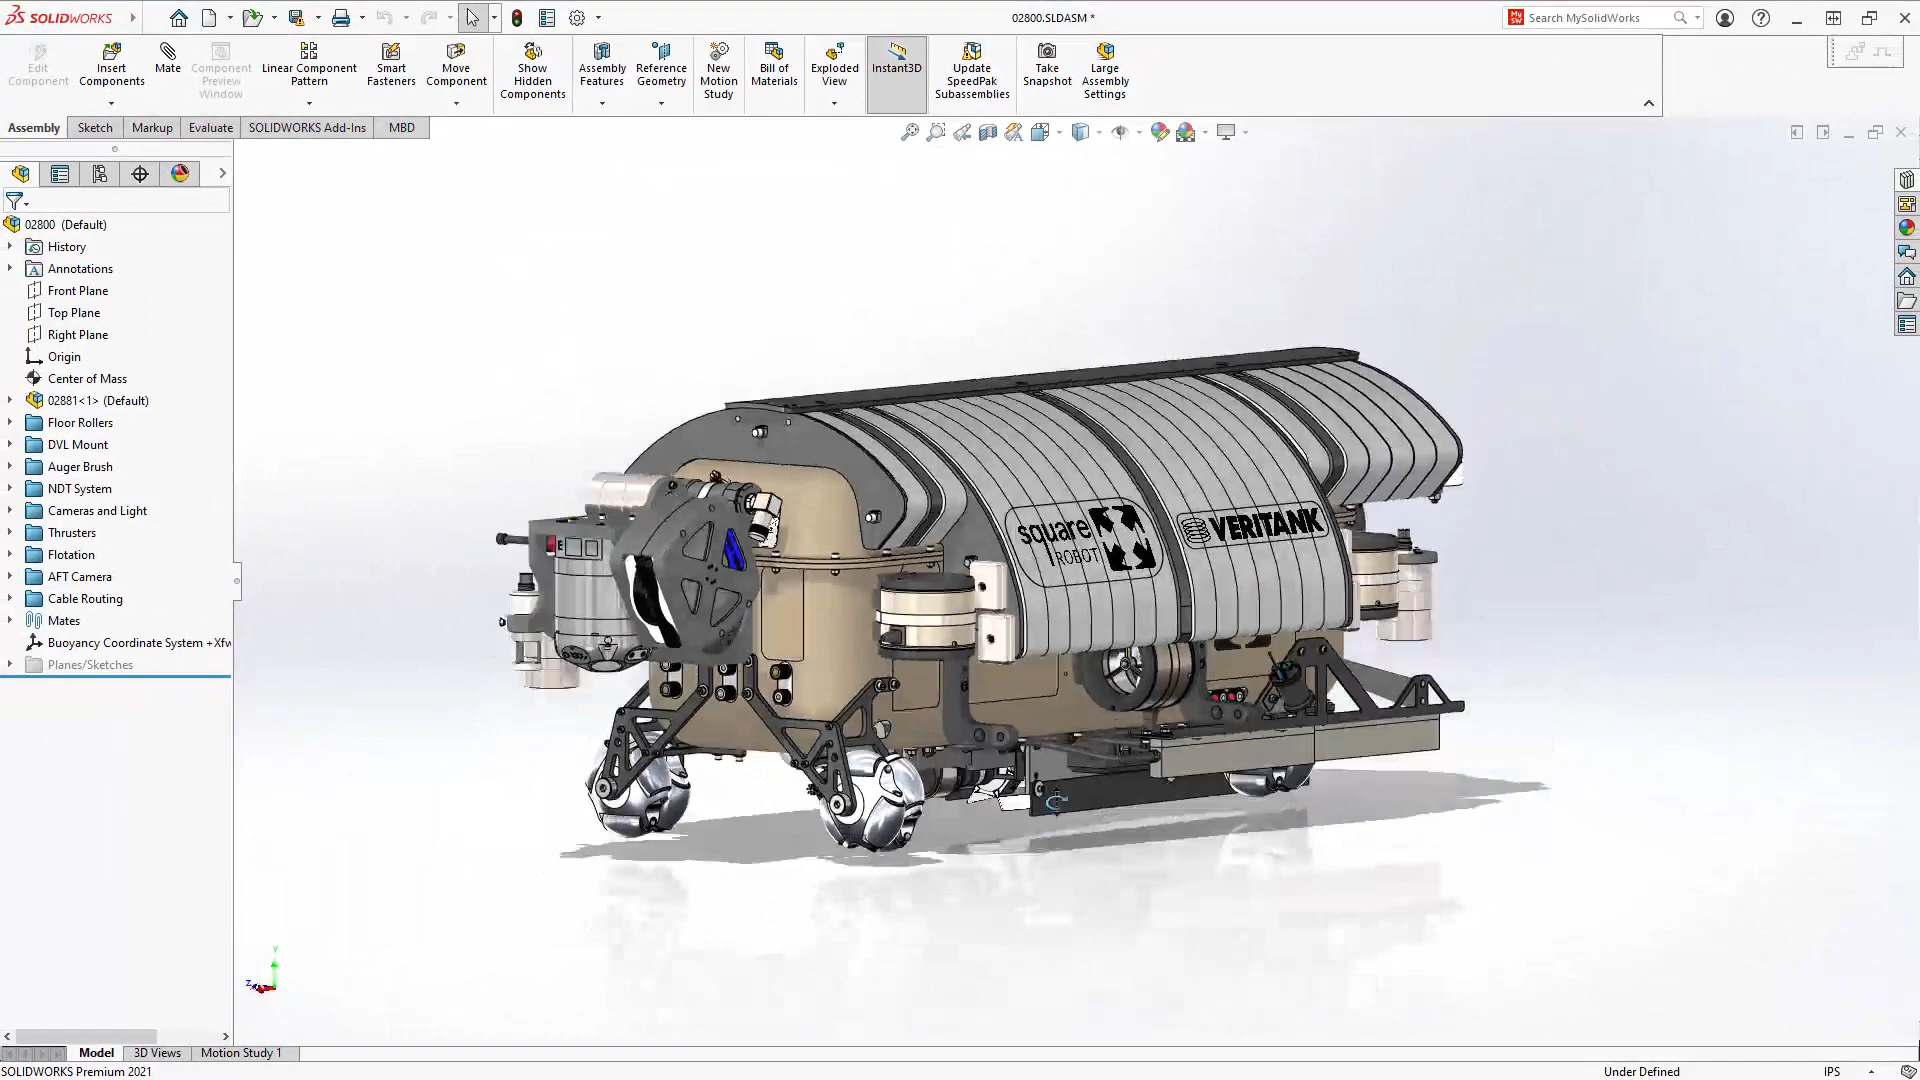 SOLIDWORKS
02800.SLDASM *
Search MySolidWorks
Edit Component
Insert Components
Mate
Component Preview Window
Linear Component Pattern
Smart Fasteners
Move Component
Show Hidden Components
Assembly Features
Reference Geometry
New Motion Study
Bill of Materials
Exploded View
Instant3D
Update SpeedPak Subassemblies
Take Snapshot
Large Assembly Settings
Assembly
Sketch
Markup
Evaluate
SOLIDWORKS Add-Ins
MBD
02800 (Default)
History
Annotations
Front Plane
Top Plane
Right Plane
Origin
Center of Mass
02881<1> (Default)
Floor Rollers
DVL Mount
Auger Brush
NDT System
Cameras and Light
Thrusters
Flotation
AFT Camera
Cable Routing
Mates
Buoyancy Coordinate System +Xfw
Planes/Sketches
square
ROBOT
VERITANK
Y
Z
Model
3D Views
Motion Study 1
SOLIDWORKS Premium 2021
Under Defined
IPS